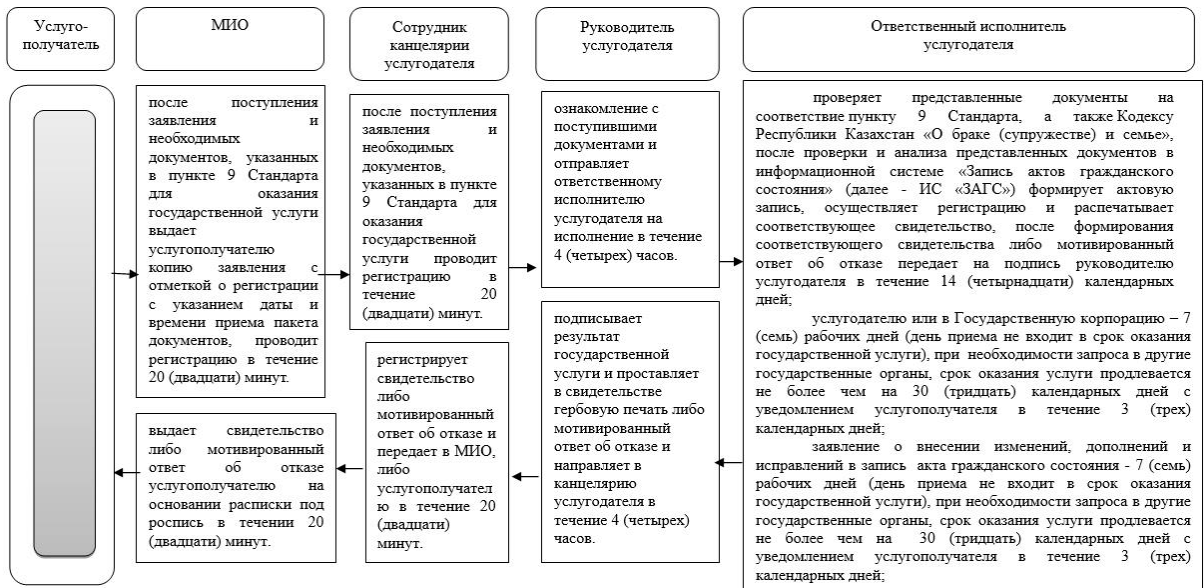 Услуго-
получатель
МИО
Сотрудник
канцелярии
услугодателя
Руководитель
услугодателя
Ответственный исполнитель
услугодателя
после поступления
заявления и
необходимых
документов, указанных
в пункте 9 Стандарта
для оказания
государственной услуги
выдает
услугополучателю
копию заявления с
отметкой о регистрации
с указанием даты и
времени приема пакета
документов, проводит
регистрацию в течение
20 (двадцати) минут.
после поступления
заявления и
необходимых
документов,
указанных в пункте
9 Стандарта для
оказания
государственной
услуги проводит
регистрацию в
течение 20
(двадцати) минут.
ознакомление с
поступившими
документами и
отправляет
ответственному
исполнителю
услугодателя на
исполнение в течение
4 (четырех) часов.
проверяет представленные документы на
соответствие пункту 9 Стандарта, а также Кодексу
Республики Казахстан «О браке (супружестве) и семье»,
после проверки и анализа представленных документов в
информационной системе «Запись актов гражданского
состояния» (далее - ИС «ЗАГС») формирует актовую
запись, осуществляет регистрацию и распечатывает
соответствующее свидетельство, после формирования
соответствующего свидетельства либо мотивированный
ответ об отказе передает на подпись руководителю
услугодателя в течение 14 (четырнадцати) календарных
дней;
услугодателю или в Государственную корпорацию – 7
(семь) рабочих дней (день приема не входит в срок оказания
государственной услуги), при необходимости запроса в другие
государственные органы, срок оказания услуги продлевается
не более чем на 30 (тридцать) календарных дней с
уведомлением услугополучателя в течение 3 (трех)
календарных дней;
заявление о внесении изменений, дополнений и
исправлений в запись акта гражданского состояния - 7 (семь)
рабочих дней (день приема не входит в срок оказания
государственной услуги), при необходимости запроса в другие
государственные органы, срок оказания услуги продлевается
не более чем на 30 (тридцать) календарных дней с
уведомлением услугополучателя в течение 3 (трех)
календарных дней;
подписывает
результат
государственной
услуги и проставляет
в свидетельстве
гербовую печать либо
мотивированный
ответ об отказе и
направляет в
канцелярию
услугодателя в
течение 4 (четырех)
часов.
регистрирует
свидетельство
либо
мотивированный
ответ об отказе и
передает в МИО,
либо
услугополучател
ю в течение 20
(двадцати)
минут.
выдает свидетельство
либо мотивированный
ответ об отказе
услугополучателю на
основании расписки под
роспись в течении 20
(двадцати) минут.